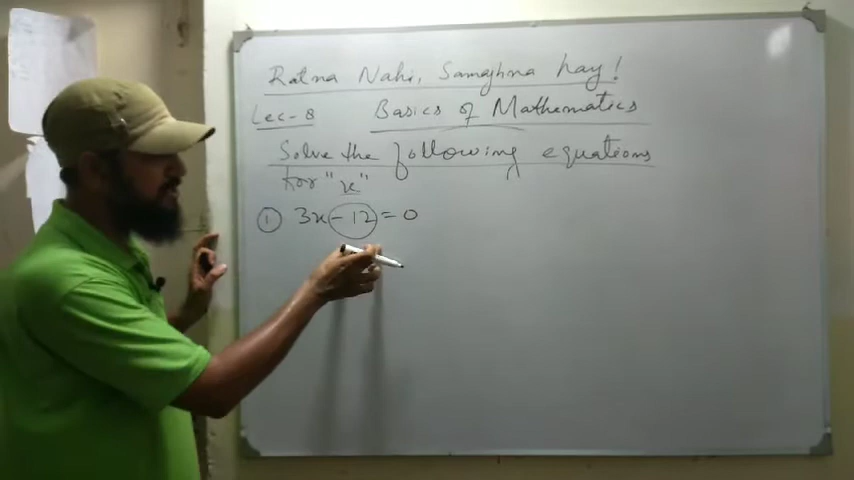 Ratna Nahi, Samajhna hay!
Lec-8 Basics of Mathematics
Solve the following equations
for "x"
① 3x - 12 = 0